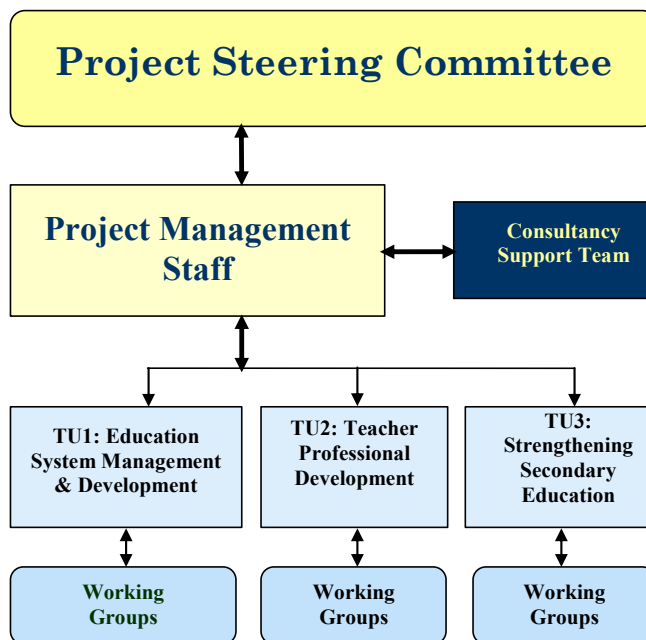 Project Steering Committee
Project Management
Staff
Consultancy
Support Team
TU1: Education
System Management
& Development
TU2: Teacher
Professional
Development
TU3:
Strengthening
Secondary
Education
Working
Groups
Working
Groups
Working
Groups